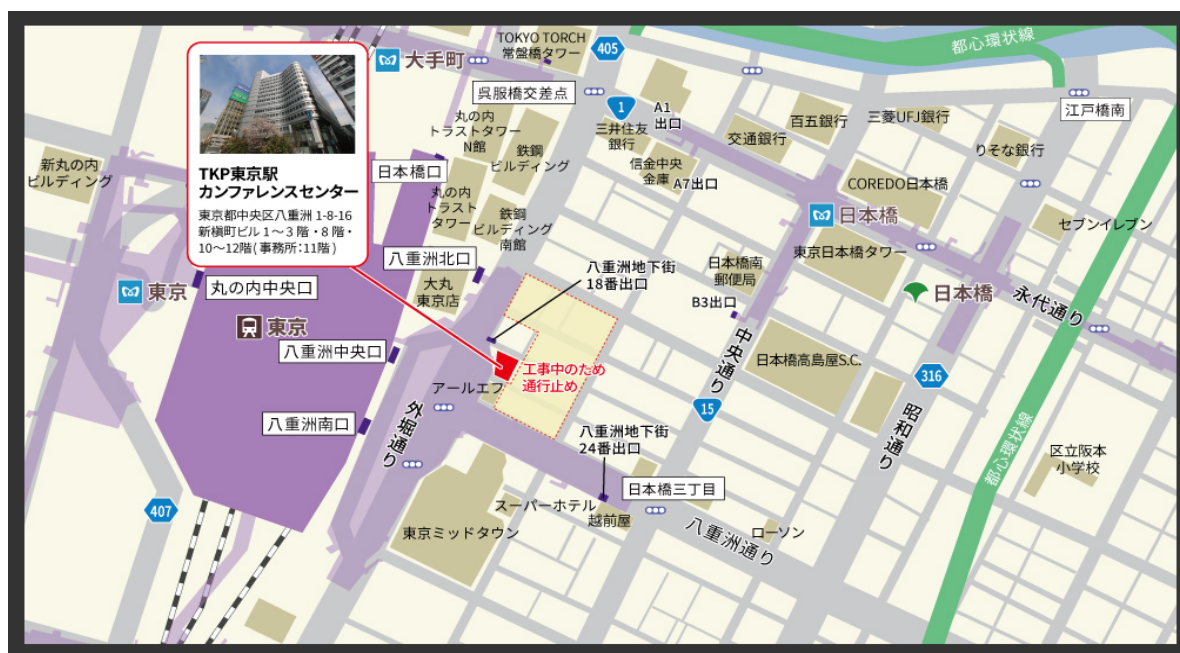 TOKYO TORCH
常盤橋タワー
405
都心環状線
大手町
呉服橋交差点
1
A1
出口
江戸橋南
三井住友
銀行
交通銀行
百五銀行
三菱UFJ銀行
りそな銀行
丸の内
トラストタワー
N館
鉄鋼
ビルディング
信金中央
金庫
A7出口
COREDO日本橋
新丸の内
ビルディング
TKP東京駅
カンファレンスセンター
東京都中央区八重洲 1-8-16
新槇町ビル 1～3 階・8 階・
10～12階(事務所:11階)
日本橋口
丸の内
トラスト
タワー
鉄鋼
ビルディング
南館
日本橋
セブンイレブン
東京日本橋タワー
八重洲北口
大丸
東京店
八重洲地下街
18番出口
日本橋南
郵便局
B3出口
東京
丸の内中央口
東京
日本橋
永代通り
八重洲中央口
工事中のため
通行止め
中央通り
日本橋高島屋S.C.
316
アールエフ
外堀通り
15
昭和通り
八重洲南口
八重洲地下街
24番出口
都心環状線
区立阪本
小学校
407
日本橋三丁目
スーパーホテル
越前屋
東京ミッドタウン
八重洲通り
ローソン